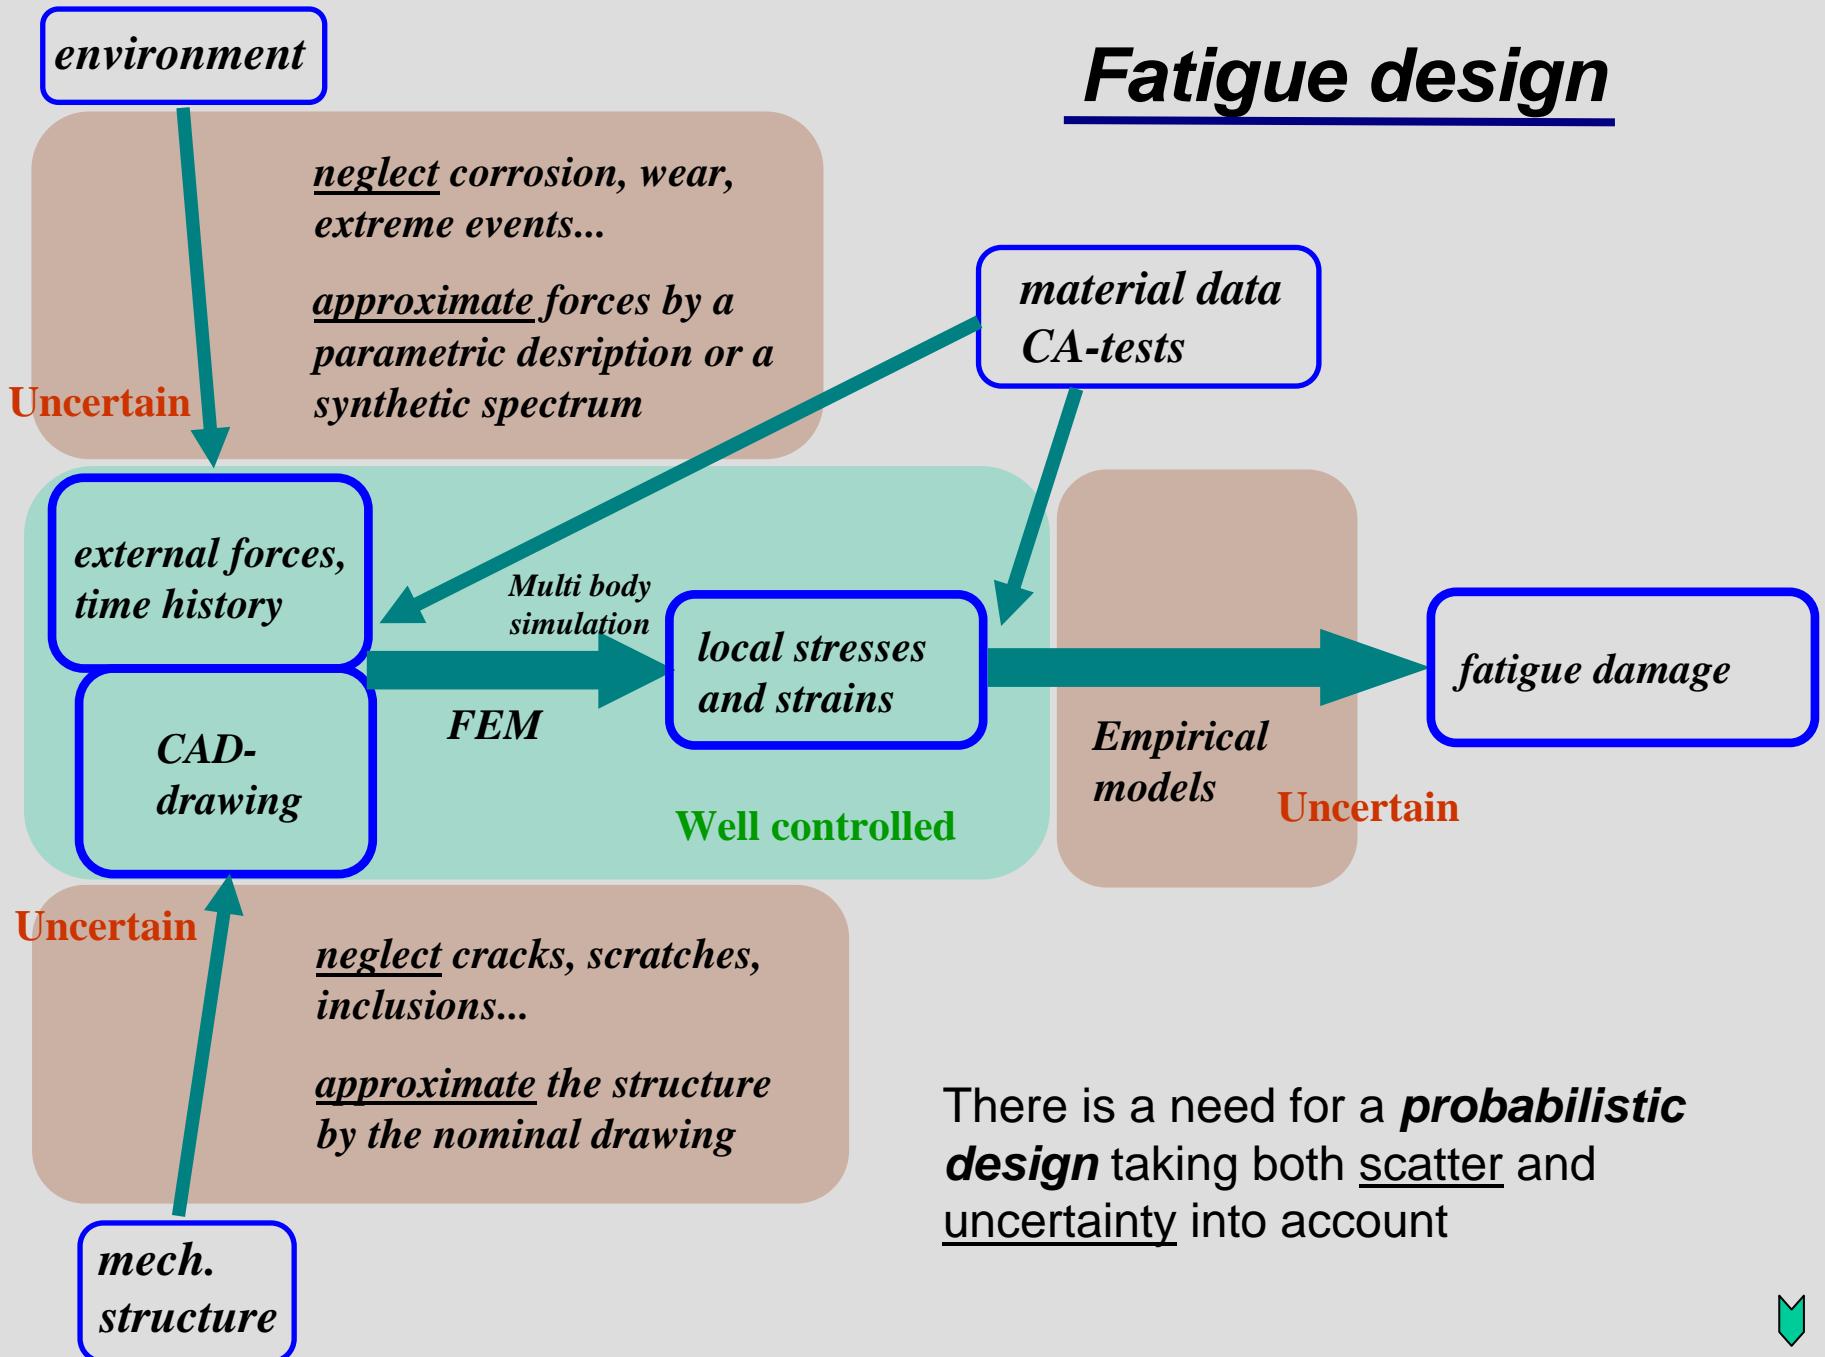 environment
Fatigue design
neglect corrosion, wear,
extreme events...
approximate forces by a
parametric desription or a
synthetic spectrum
Uncertain
material data
CA-tests
external forces,
time history
Multi body
simulation
local stresses
and strains
fatigue damage
FEM
CAD-
drawing
Empirical
models
Well controlled
Uncertain
Uncertain
neglect cracks, scratches,
inclusions...
approximate the structure
by the nominal drawing
There is a need for a probabilistic
design taking both scatter and
uncertainty into account
mech.
structure